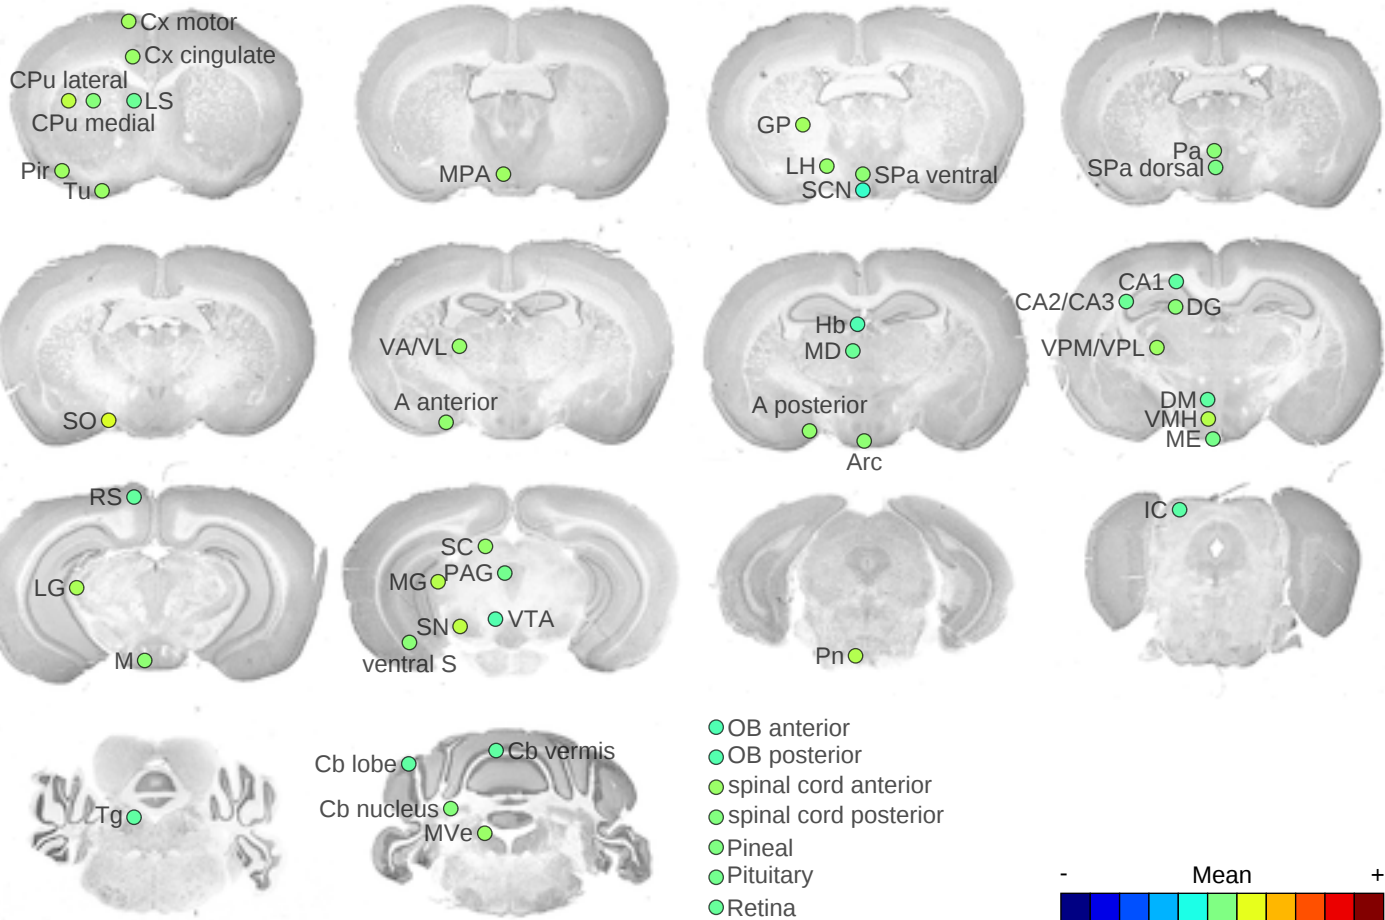 Cx motor
Cx cingulate
CPu lateral
LS
CPu medial
Pir
Tu
MPA
GP
LH
SPa ventral
SCN
Pa
SPa dorsal
SO
VA/VL
A anterior
Hb
MD
A posterior
Arc
CA1
CA2/CA3
DG
VPM/VPL
DM
VMH
ME
RS
LG
M
SC
PAG
MG
VTA
SN
ventral S
Pn
IC
Tg
Cb vermis
Cb lobe
Cb nucleus
MVe
OB anterior
OB posterior
spinal cord anterior
spinal cord posterior
Pineal
Pituitary
Retina
- Mean +